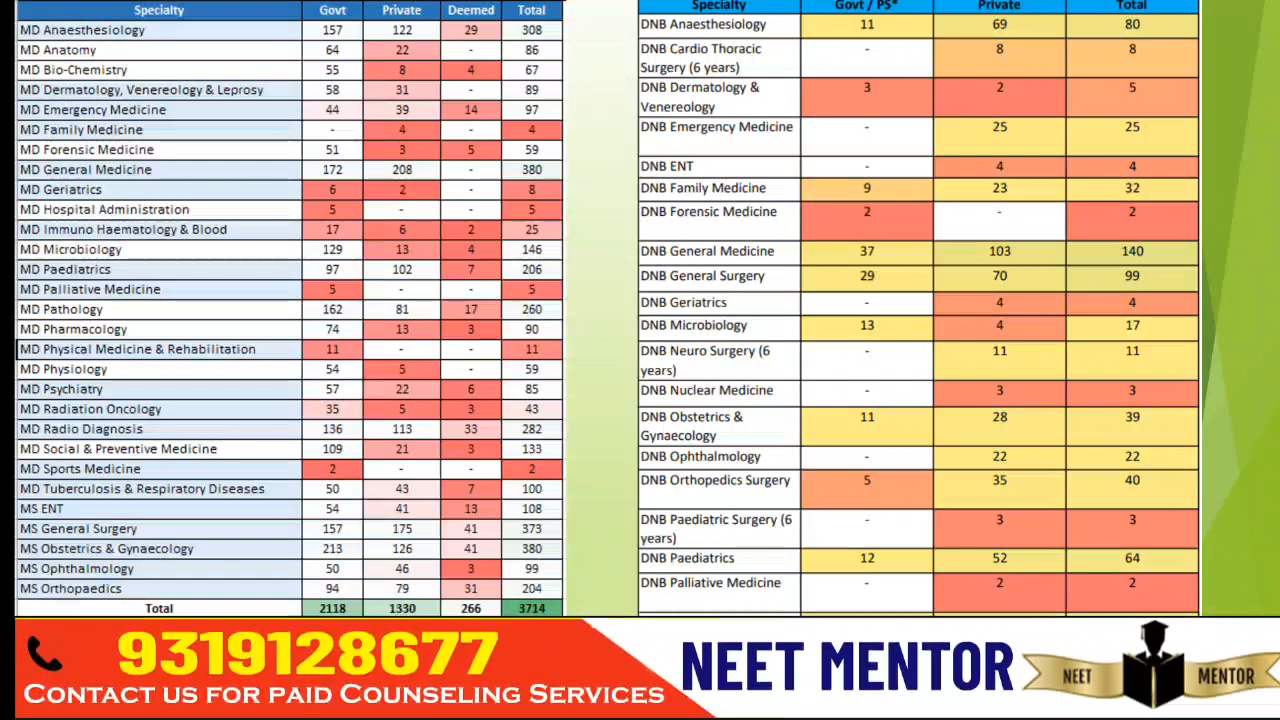 Specialty Govt Private Deemed Total
MD Anaesthesiology 157 122 29 308
MD Anatomy 64 22 - 86
MD Bio-Chemistry 55 8 4 67
MD Dermatology, Venereology & Leprosy 58 31 - 89
MD Emergency Medicine 44 39 14 97
MD Family Medicine - 4 - 4
MD Forensic Medicine 51 3 5 59
MD General Medicine 172 208 - 380
MD Geriatrics 6 2 - 8
MD Hospital Administration 5 - - 5
MD Immuno Haematology & Blood 17 6 2 25
MD Microbiology 129 13 4 146
MD Paediatrics 97 102 7 206
MD Palliative Medicine 5 - - 5
MD Pathology 162 81 17 260
MD Pharmacology 74 13 3 90
MD Physical Medicine & Rehabilitation 11 - - 11
MD Physiology 54 5 - 59
MD Psychiatry 57 22 6 85
MD Radiation Oncology 35 5 3 43
MD Radio Diagnosis 136 113 33 282
MD Social & Preventive Medicine 109 21 3 133
MD Sports Medicine 2 - - 2
MD Tuberculosis & Respiratory Diseases 50 43 7 100
MS ENT 54 41 13 108
MS General Surgery 157 175 41 373
MS Obstetrics & Gynaecology 213 126 41 380
MS Ophthalmology 50 46 3 99
MS Orthopaedics 94 79 31 204
Total 2118 1330 266 3714
Specialty Govt / PS* Private Total
DNB Anaesthesiology 11 69 80
DNB Cardio Thoracic - 8 8
Surgery (6 years)
DNB Dermatology & 3 2 5
Venereology
DNB Emergency Medicine - 25 25
DNB ENT - 4 4
DNB Family Medicine 9 23 32
DNB Forensic Medicine 2 - 2
DNB General Medicine 37 103 140
DNB General Surgery 29 70 99
DNB Geriatrics - 4 4
DNB Microbiology 13 4 17
DNB Neuro Surgery (6 - 11 11
years)
DNB Nuclear Medicine - 3 3
DNB Obstetrics & 11 28 39
Gynaecology
DNB Ophthalmology - 22 22
DNB Orthopedics Surgery 5 35 40
DNB Paediatric Surgery (6 - 3 3
years)
DNB Paediatrics 12 52 64
DNB Palliative Medicine - 2 2
9319128677
CONTACT US FOR PAID COUNSELING SERVICES
NEET MENTOR
NEET MENTOR